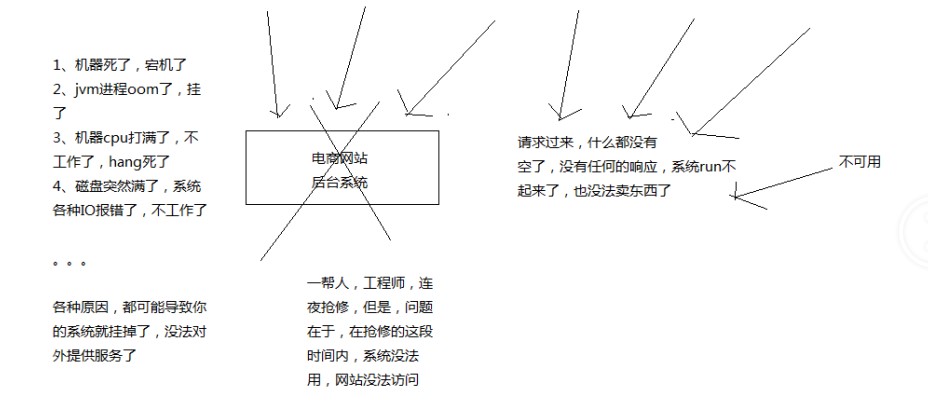 1、机器死了，宕机了
2、jvm进程oom了，挂
了
3、机器cpu打满了，不
工作了，hang死了
4、磁盘突然满了，系统
各种IO报错了，不工作了
。。。
各种原因，都可能导致你
的系统就挂掉了，没法对
外提供服务了
电商网站
后台系统
一帮人，工程师，连
夜抢修，但是，问题
在于，在抢修的这段
时间内，系统没法
用，网站没法访问
请求过来，什么都没有
空了，没有任何的响应，系统run不
起来了，也没法卖东西了
不可用